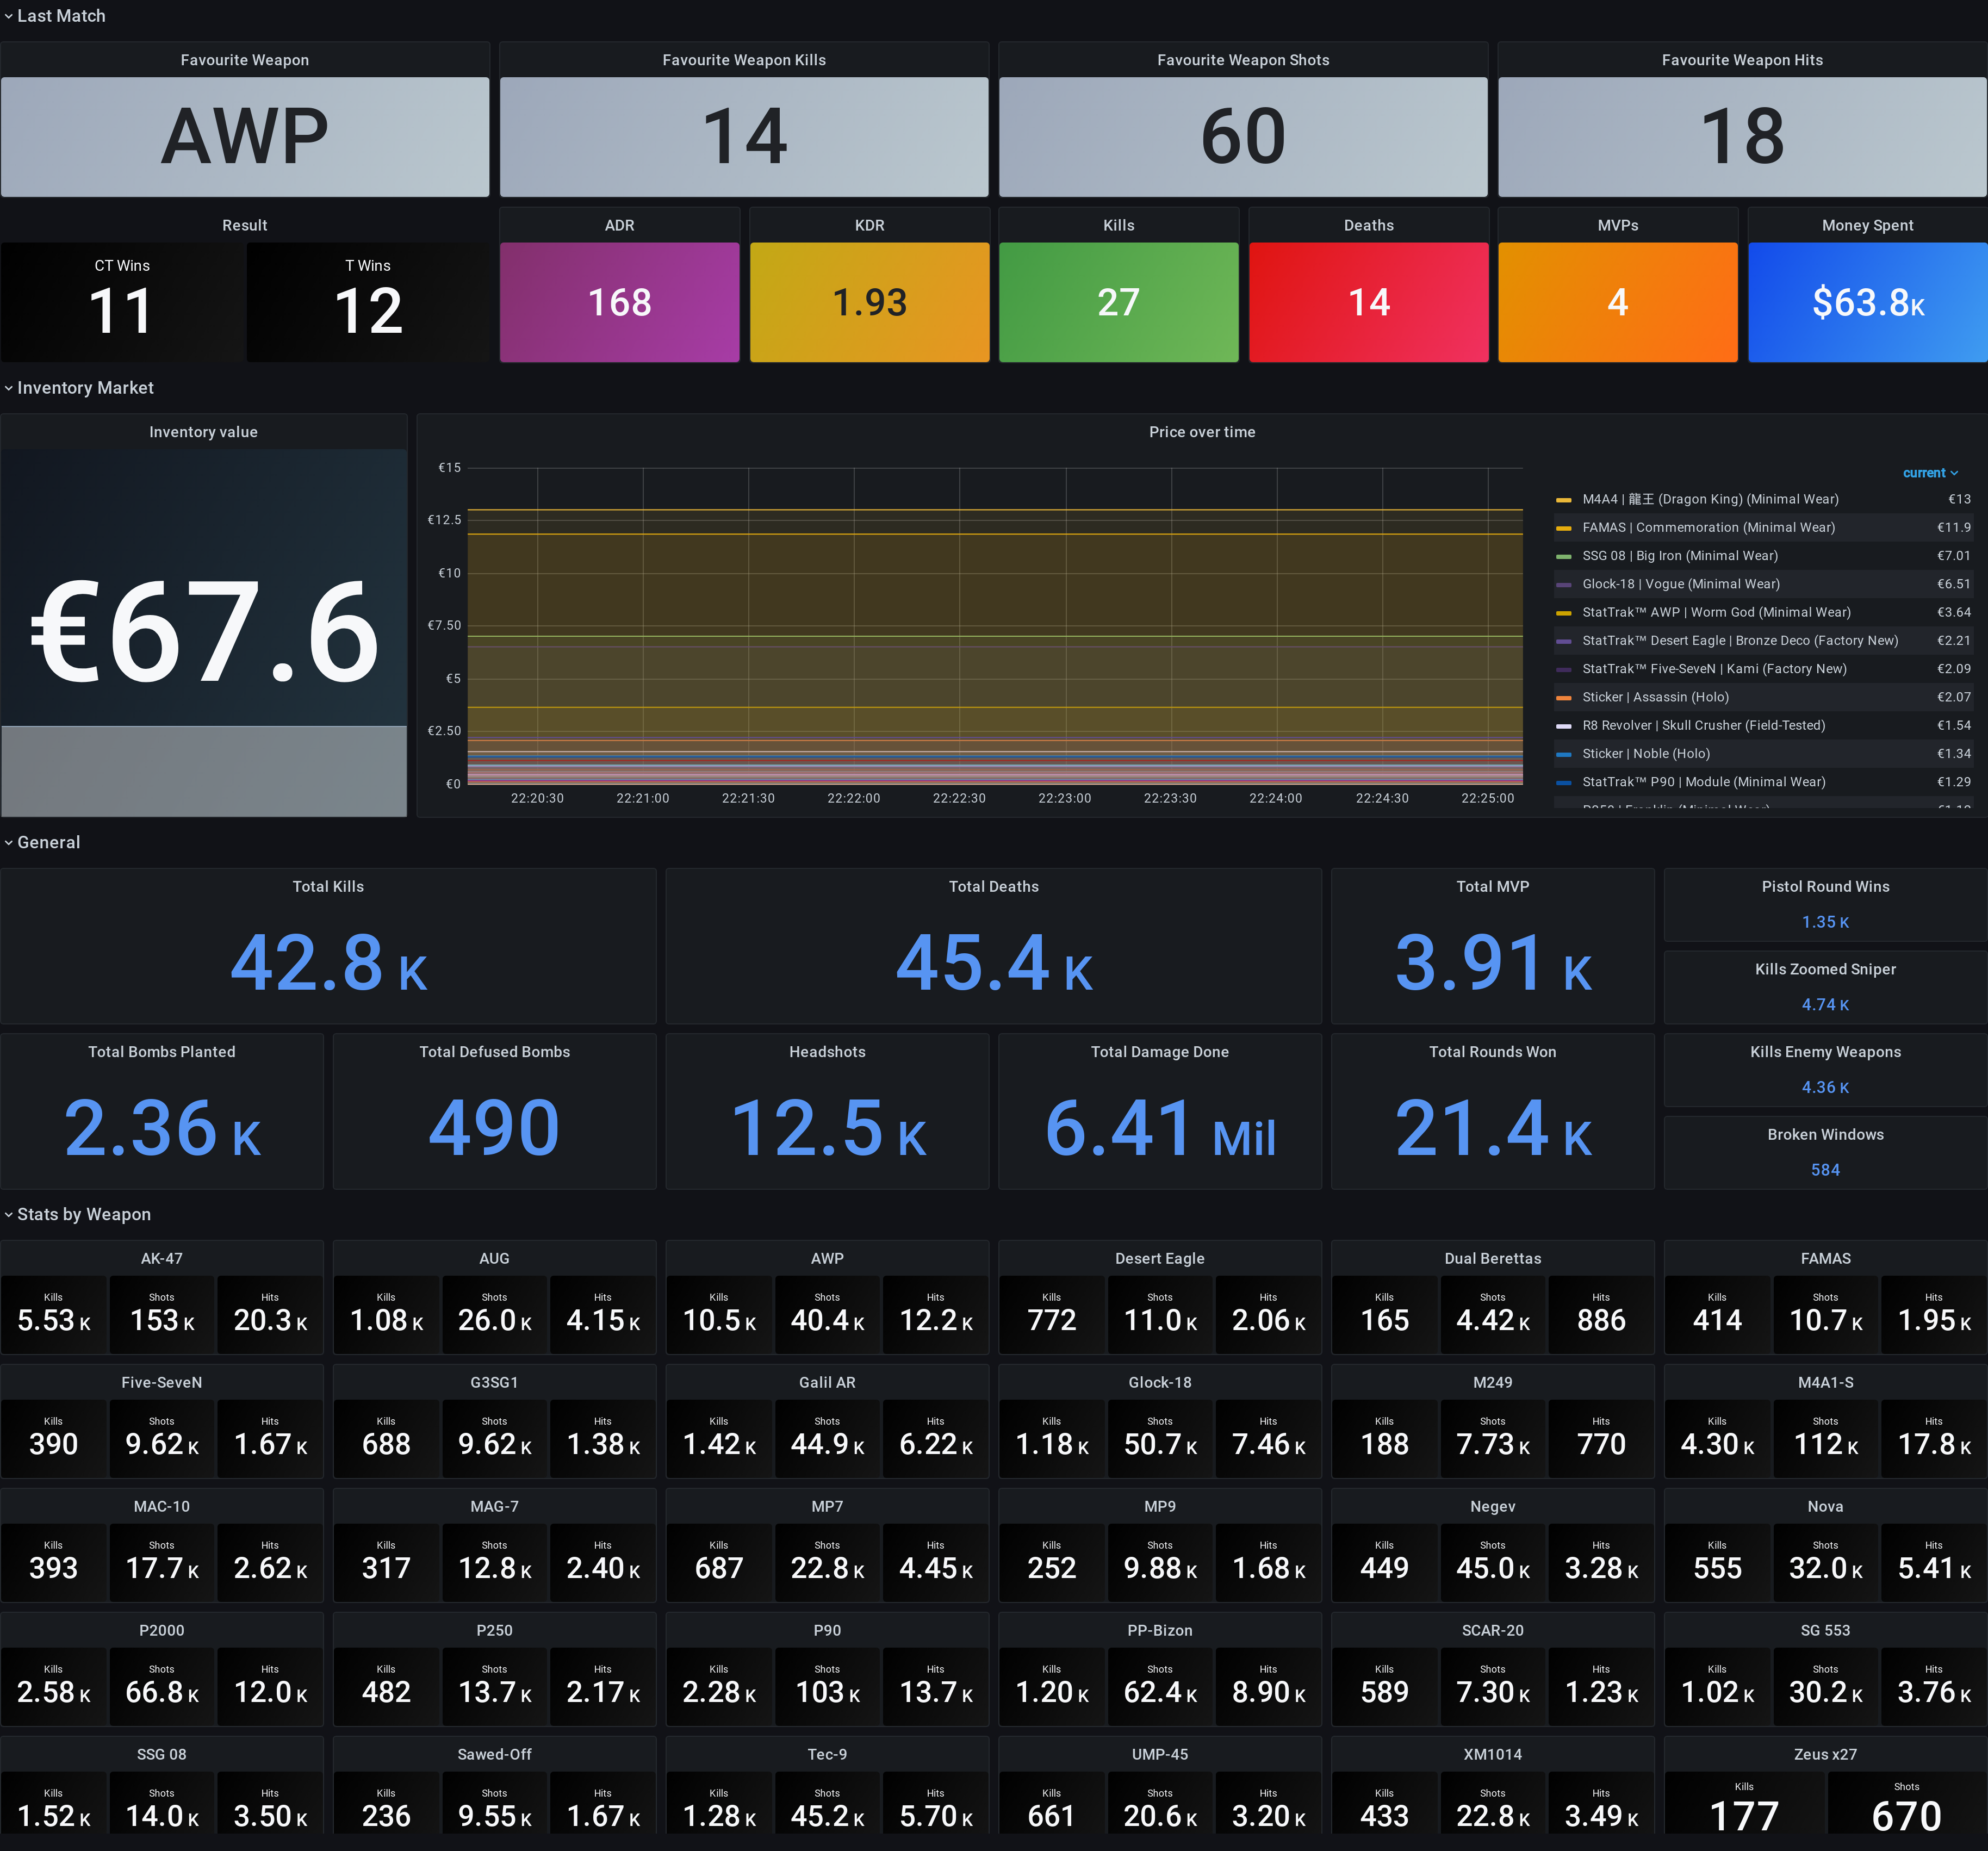 Last Match
Favourite Weapon
AWP
Favourite Weapon Kills
14
Favourite Weapon Shots
60
Favourite Weapon Hits
18
Result
CT Wins
11
T Wins
12
ADR
168
KDR
1.93
Kills
27
Deaths
14
MVPs
4
Money Spent
$63.8K
Inventory Market
Inventory value
€67.6
Price over time
€15
€12.5
€10
€7.50
€5
€2.50
€0
22:20:30 22:21:00 22:21:30 22:22:00 22:22:30 22:23:00 22:23:30 22:24:00 22:24:30 22:25:00
current
M4A4 | 龍王 (Dragon King) (Minimal Wear) €13
FAMAS | Commemoration (Minimal Wear) €11.9
SSG 08 | Big Iron (Minimal Wear) €7.01
Glock-18 | Vogue (Minimal Wear) €6.51
StatTrak™ AWP | Worm God (Minimal Wear) €3.64
StatTrak™ Desert Eagle | Bronze Deco (Factory New) €2.21
StatTrak™ Five-SeveN | Kami (Factory New) €2.09
Sticker | Assassin (Holo) €2.07
R8 Revolver | Skull Crusher (Field-Tested) €1.54
Sticker | Noble (Holo) €1.34
StatTrak™ P90 | Module (Minimal Wear) €1.29
General
Total Kills
42.8 K
Total Deaths
45.4 K
Total MVP
3.91 K
Pistol Round Wins
1.35 K
Kills Zoomed Sniper
4.74 K
Total Bombs Planted
2.36 K
Total Defused Bombs
490
Headshots
12.5 K
Total Damage Done
6.41 Mil
Total Rounds Won
21.4 K
Kills Enemy Weapons
4.36 K
Broken Windows
584
Stats by Weapon
AK-47
Kills Shots Hits
5.53 K 153 K 20.3 K
AUG
Kills Shots Hits
1.08 K 26.0 K 4.15 K
AWP
Kills Shots Hits
10.5 K 40.4 K 12.2 K
Desert Eagle
Kills Shots Hits
772 11.0 K 2.06 K
Dual Berettas
Kills Shots Hits
165 4.42 K 886
FAMAS
Kills Shots Hits
414 10.7 K 1.95 K
Five-SeveN
Kills Shots Hits
390 9.62 K 1.67 K
G3SG1
Kills Shots Hits
688 9.62 K 1.38 K
Galil AR
Kills Shots Hits
1.42 K 44.9 K 6.22 K
Glock-18
Kills Shots Hits
1.18 K 50.7 K 7.46 K
M249
Kills Shots Hits
188 7.73 K 770
M4A1-S
Kills Shots Hits
4.30 K 112 K 17.8 K
MAC-10
Kills Shots Hits
393 17.7 K 2.62 K
MAG-7
Kills Shots Hits
317 12.8 K 2.40 K
MP7
Kills Shots Hits
687 22.8 K 4.45 K
MP9
Kills Shots Hits
252 9.88 K 1.68 K
Negev
Kills Shots Hits
449 45.0 K 3.28 K
Nova
Kills Shots Hits
555 32.0 K 5.41 K
P2000
Kills Shots Hits
2.58 K 66.8 K 12.0 K
P250
Kills Shots Hits
482 13.7 K 2.17 K
P90
Kills Shots Hits
2.28 K 103 K 13.7 K
PP-Bizon
Kills Shots Hits
1.20 K 62.4 K 8.90 K
SCAR-20
Kills Shots Hits
589 7.30 K 1.23 K
SG 553
Kills Shots Hits
1.02 K 30.2 K 3.76 K
SSG 08
Kills Shots Hits
1.52 K 14.0 K 3.50 K
Sawed-Off
Kills Shots Hits
236 9.55 K 1.67 K
Tec-9
Kills Shots Hits
1.28 K 45.2 K 5.70 K
UMP-45
Kills Shots Hits
661 20.6 K 3.20 K
XM1014
Kills Shots Hits
433 22.8 K 3.49 K
Zeus x27
Kills Shots
177 670